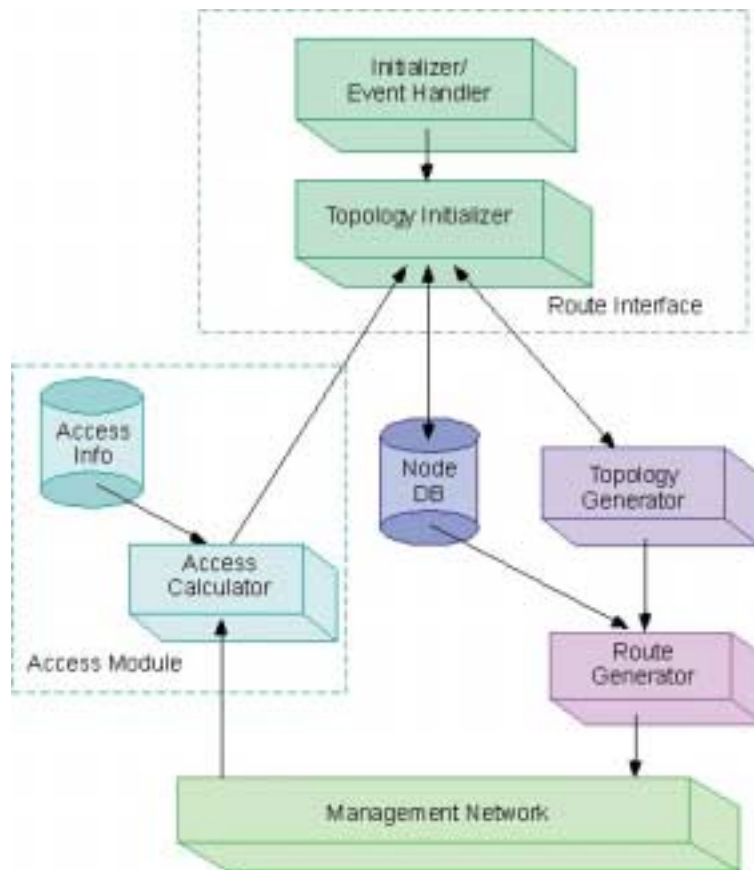 Initializer/
Event Handler
Topology Initializer
Route Interface
Access
Info
Node
DB
Topology
Generator
Access
Calculator
Access Module
Route
Generator
Management Network